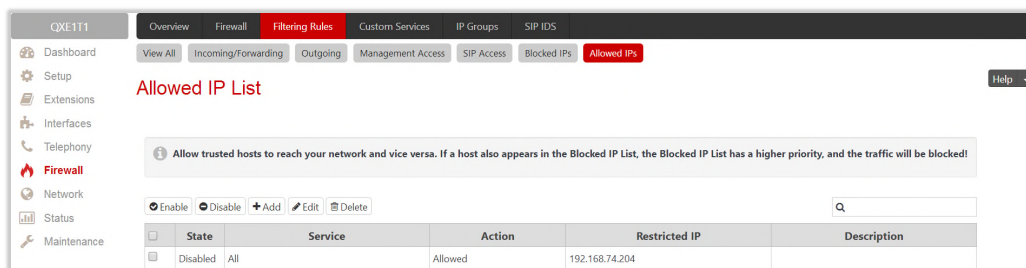 QXE1T1
Overview Firewall Filtering Rules Custom Services IP Groups SIP IDS
Dashboard
Setup
Extensions
Interfaces
Telephony
Firewall
Network
Status
Maintenance
View All Incoming/Forwarding Outgoing Management Access SIP Access Blocked IPs Allowed IPs
Help
Allowed IP List
Allow trusted hosts to reach your network and vice versa. If a host also appears in the Blocked IP List, the Blocked IP List has a higher priority, and the traffic will be blocked!
Enable Disable Add Edit Delete
State Service Action Restricted IP Description
Disabled All Allowed 192.168.74.204